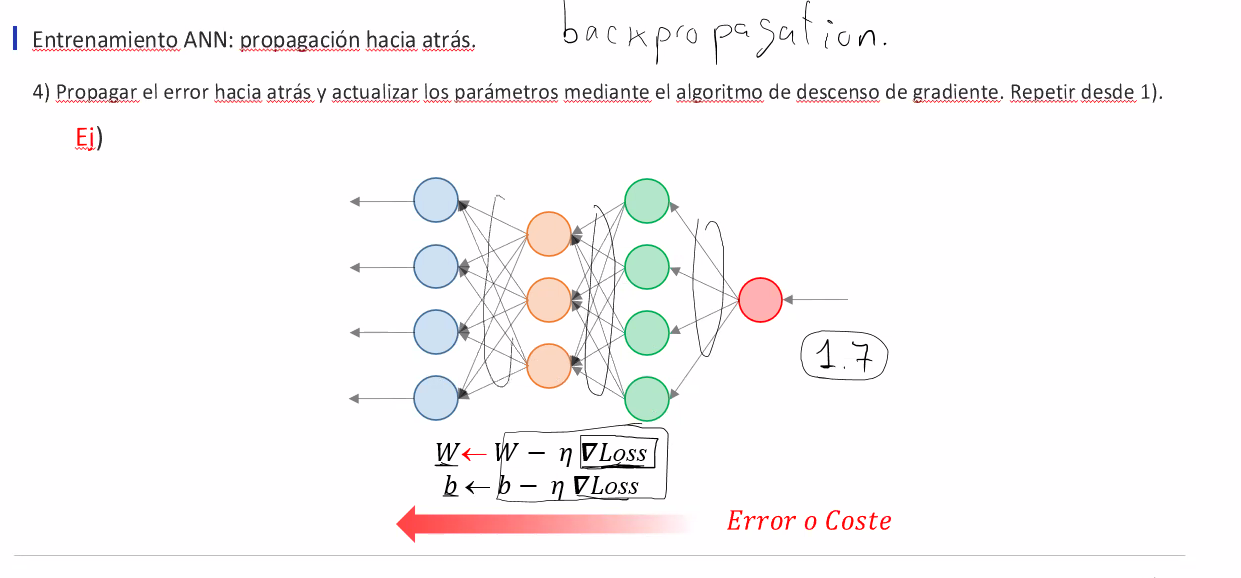 backpropagation.
Entrenamiento ANN: propagación hacia atrás.
4) Propagar el error hacia atrás y actualizar los parámetros mediante el algoritmo de descenso de gradiente. Repetir desde 1).
Ej)
1.7
W ← W − η ∇Loss
b ← b − η ∇Loss
Error o Coste